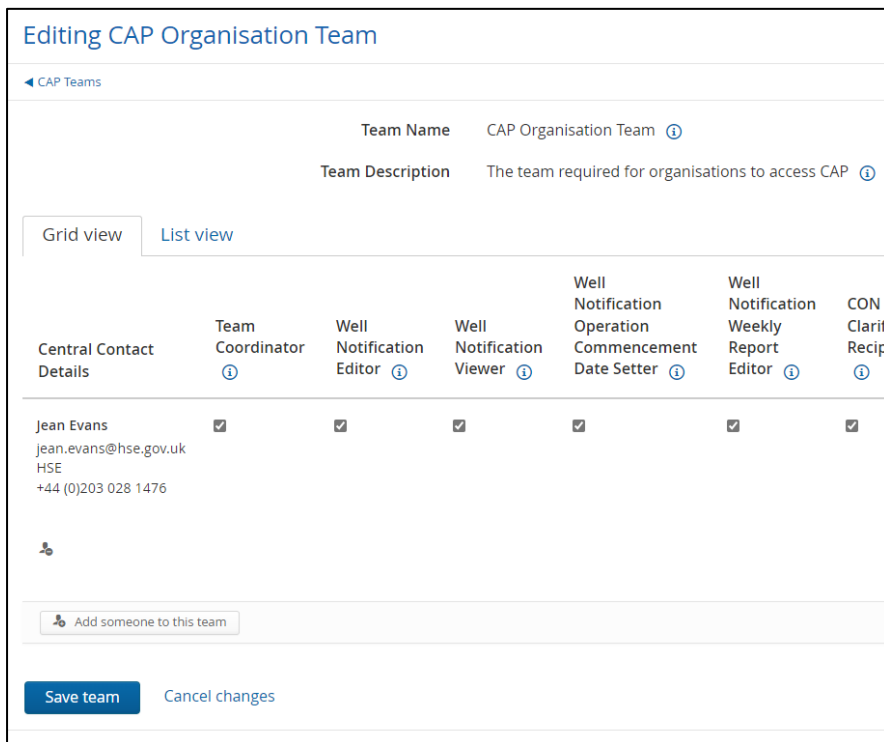 Editing CAP Organisation Team
CAP Teams
Team Name CAP Organisation Team
Team Description The team required for organisations to access CAP
Grid view List view
Central Contact
Details
Team
Coordinator
Well
Notification
Editor
Well
Notification
Viewer
Well
Notification
Operation
Commencement
Date Setter
Well
Notification
Weekly
Report
Editor
CON
Clarif
Recip
Jean Evans
jean.evans@hse.gov.uk
HSE
+44 (0)203 028 1476
Add someone to this team
Save team Cancel changes